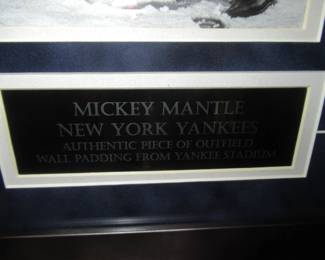 MICKEY MANTLE
NEW YORK YANKEES
AUTHENTIC PIECE OF OUTFIELD
WALL PADDING FROM YANKEE STADIUM